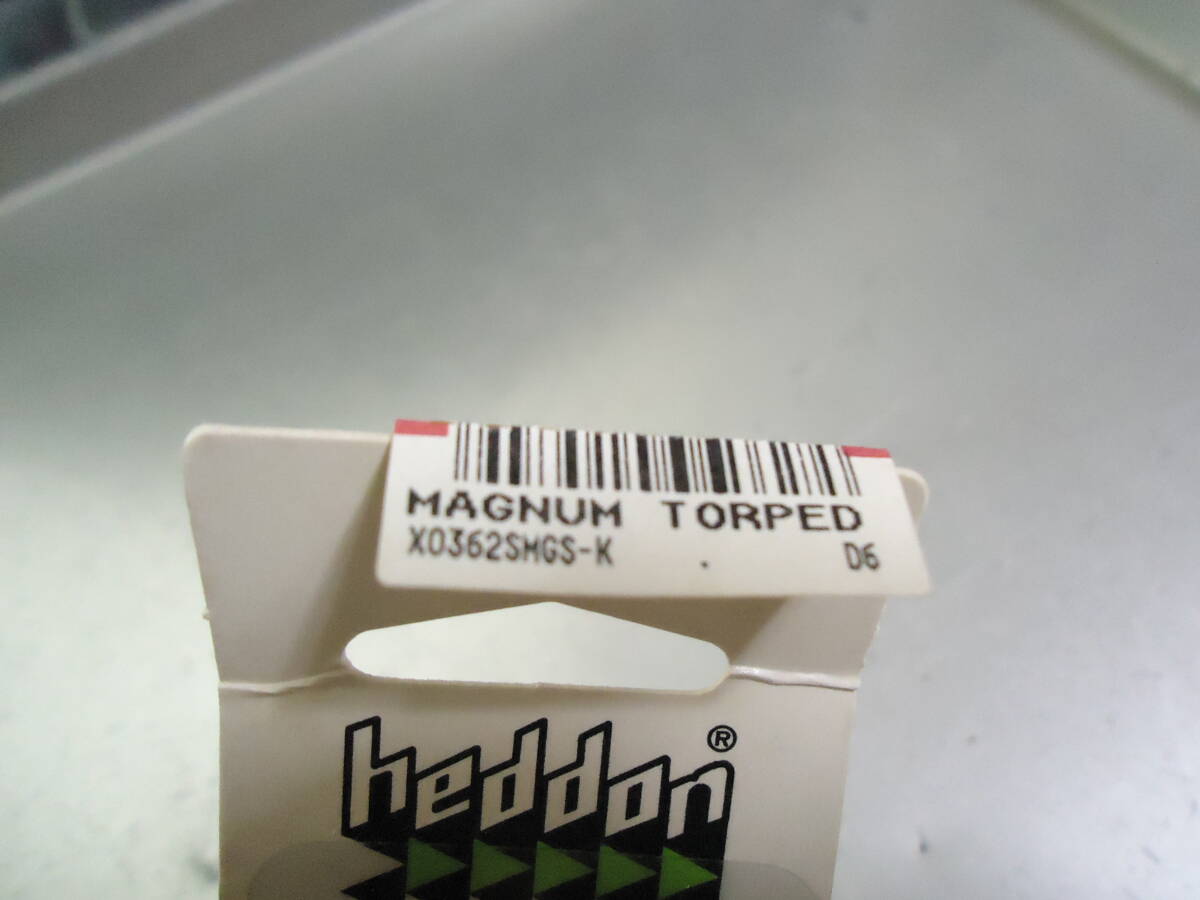 MAGNUM TORPED
X0362SMGS-K D6
heddon®